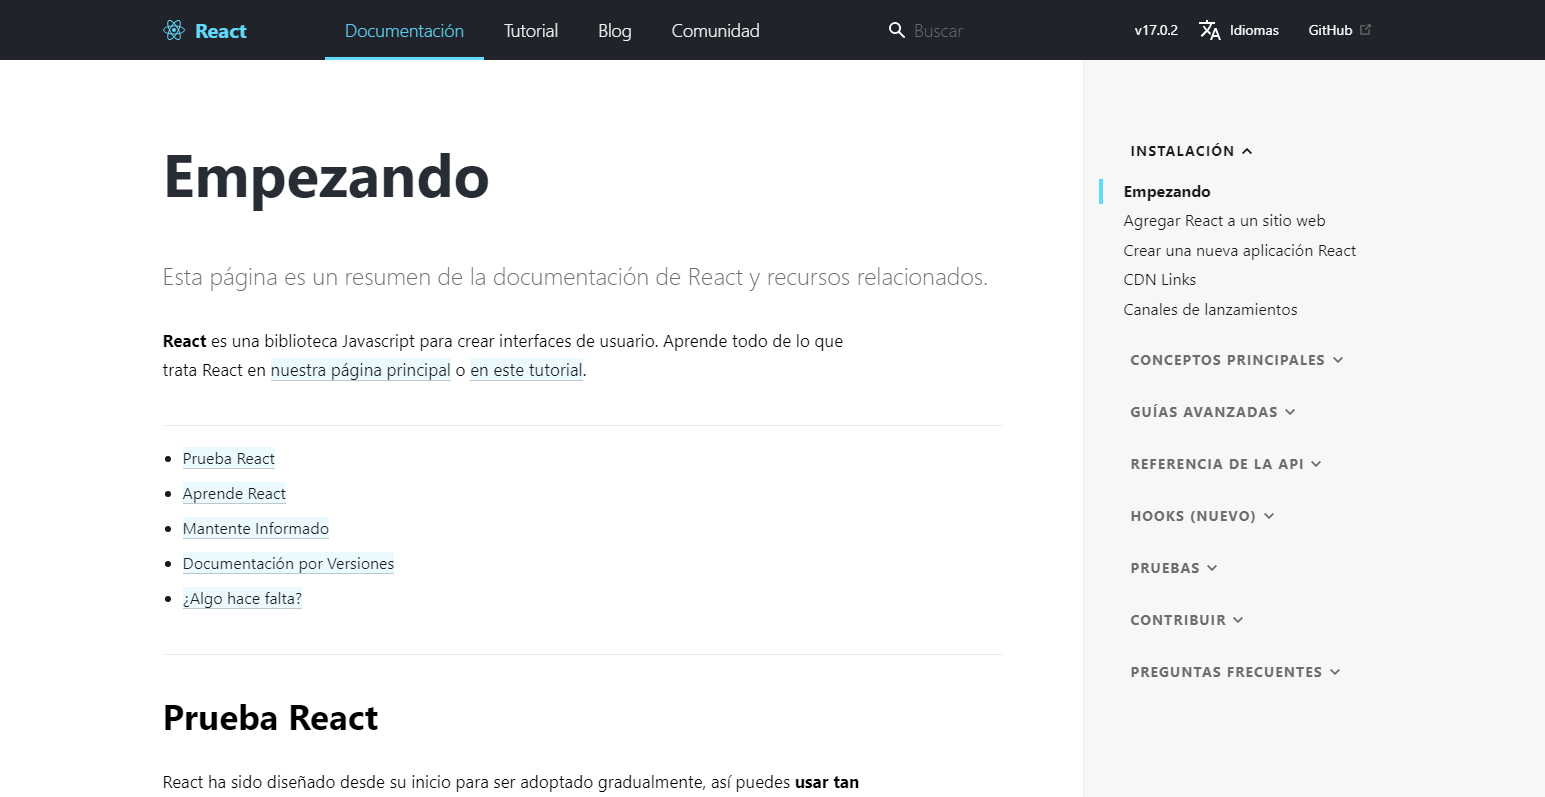 React
Documentación
Tutorial
Blog
Comunidad
Buscar
v17.0.2
Idiomas
GitHub
Empezando
Esta página es un resumen de la documentación de React y recursos relacionados.
React es una biblioteca Javascript para crear interfaces de usuario. Aprende todo de lo que
trata React en nuestra página principal o en este tutorial.
Prueba React
Aprende React
Mantente Informado
Documentación por Versiones
¿Algo hace falta?
Prueba React
React ha sido diseñado desde su inicio para ser adoptado gradualmente, así puedes usar tan
INSTALACIÓN
Empezando
Agregar React a un sitio web
Crear una nueva aplicación React
CDN Links
Canales de lanzamientos
CONCEPTOS PRINCIPALES
GUÍAS AVANZADAS
REFERENCIA DE LA API
HOOKS (NUEVO)
PRUEBAS
CONTRIBUIR
PREGUNTAS FRECUENTES